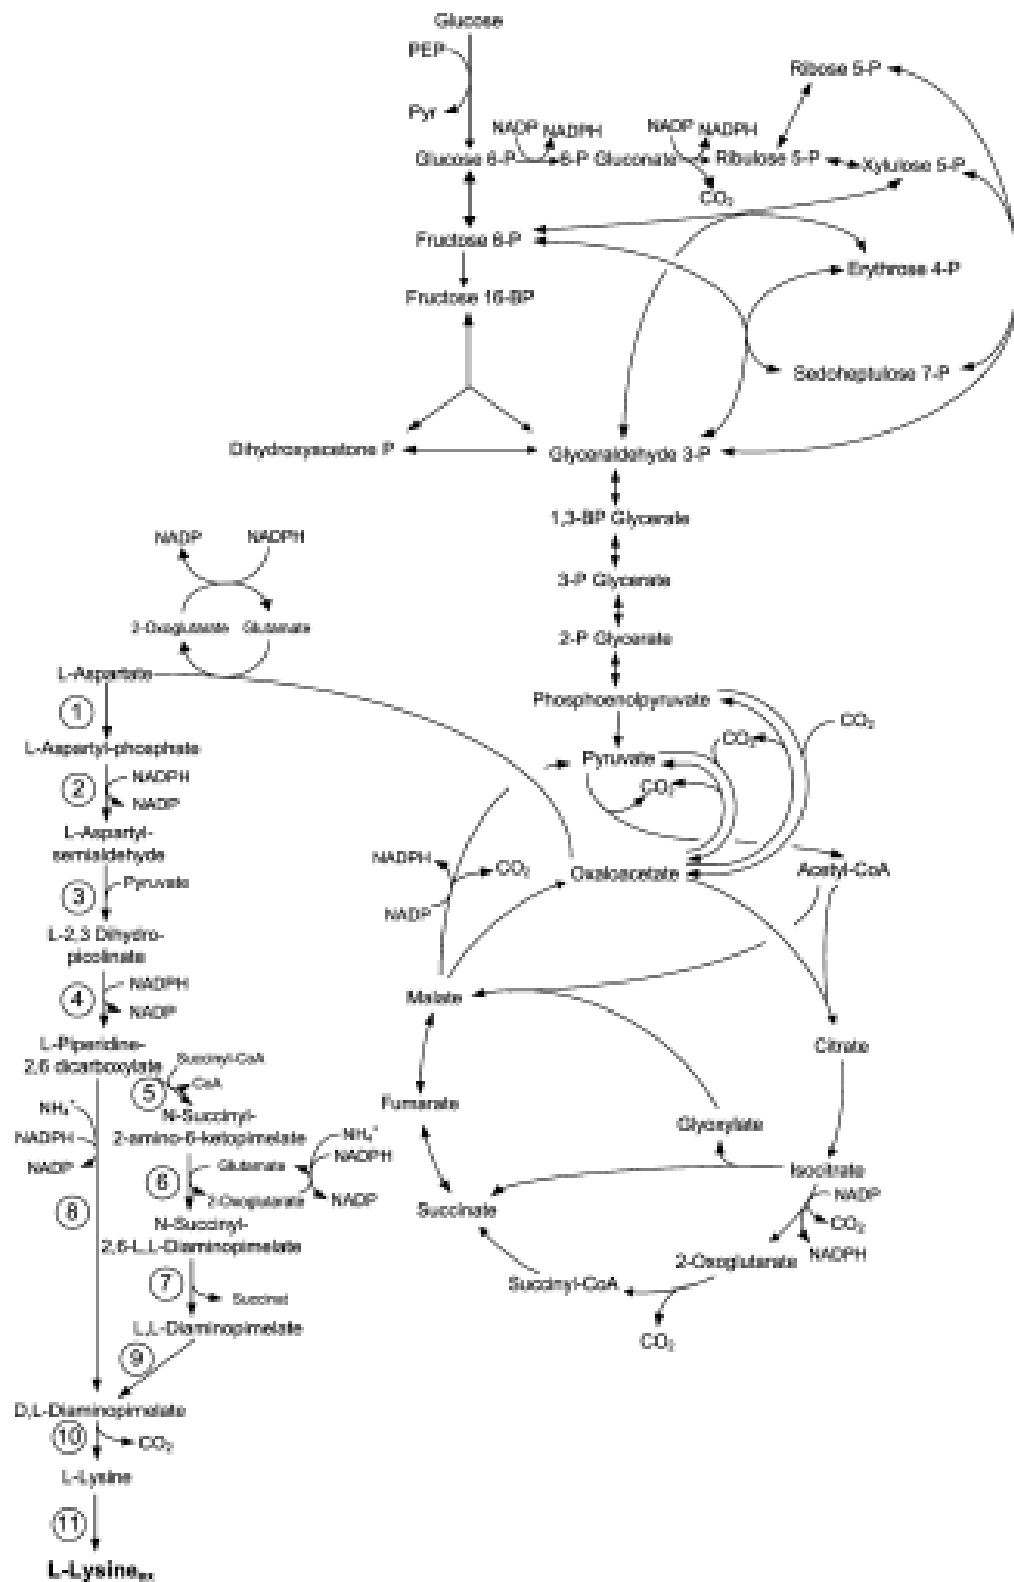 Glucose
PEP
Ribose 5-P
Pyr
NADP NADPH NADP NADPH
Glucose 6-P 6-P Gluconate Ribulose 5-P Xylulose 5-P
CO₂
Fructose 6-P
Erythrose 4-P
Fructose 16-BP
Sedoheptulose 7-P
Dihydroxyacetone P Glyceraldehyde 3-P
1,3-BP Glycerate
NADP NADPH
3-P Glycerate
2-Oxoglutarate Glutamate
2-P Glycerate
L-Aspartate
Phosphoenolpyruvate
1
CO₂
L-Aspartyl-phosphate
CO₂
Pyruvate
2
NADPH
NADP
CO₂
L-Aspartyl-
semialdehyde
NADPH
CO₂
Oxaloacetate
Acetyl-CoA
3
Pyruvate
NADP
L-2,3 Dihydro-
picolinate
4
NADPH
NADP
Malate
L-Piperidine-
2,6 dicarboxylate
Succinyl-CoA
CoA
5
Citrate
NH₄⁺
N-Succinyl-
2-amino-6-ketopimelate
Fumarate
Glyoxylate
NADPH
NH₄⁺
NADPH
NADP
6
Glutamate
2-Oxoglutarate
NADP
Isocitrate
NADP
CO₂
NADPH
8
Succinate
N-Succinyl-
2,6-L,L-Diaminopimelate
2-Oxoglutarate
7
Succinat
Succinyl-CoA
L,L-Diaminopimelate
CO₂
9
D,L-Diaminopimelate
10
CO₂
L-Lysine
11
L-Lysineₑₓ